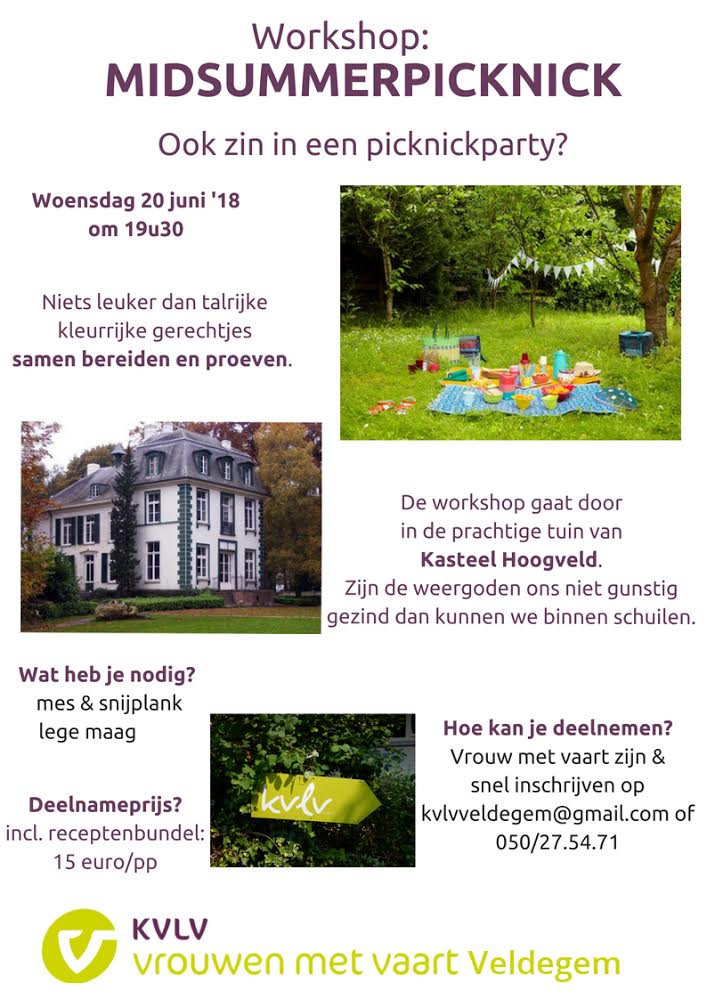 Workshop:
MIDSUMMERPICKNICK
Ook zin in een picknickparty?
Woensdag 20 juni '18
om 19u30
Niets leuker dan talrijke
kleurrijke gerechtjes
samen bereiden en proeven.
De workshop gaat door
in de prachtige tuin van
Kasteel Hoogveld.
Zijn de weergoden ons niet gunstig
gezind dan kunnen we binnen schuilen.
Wat heb je nodig?
mes & snijplank
lege maag
Deelnameprijs?
incl. receptenbundel:
15 euro/pp
kvlv
Hoe kan je deelnemen?
Vrouw met vaart zijn &
snel inschrijven op
kvlvveldegem@gmail.com of
050/27.54.71
KVLV
vrouwen met vaart Veldegem